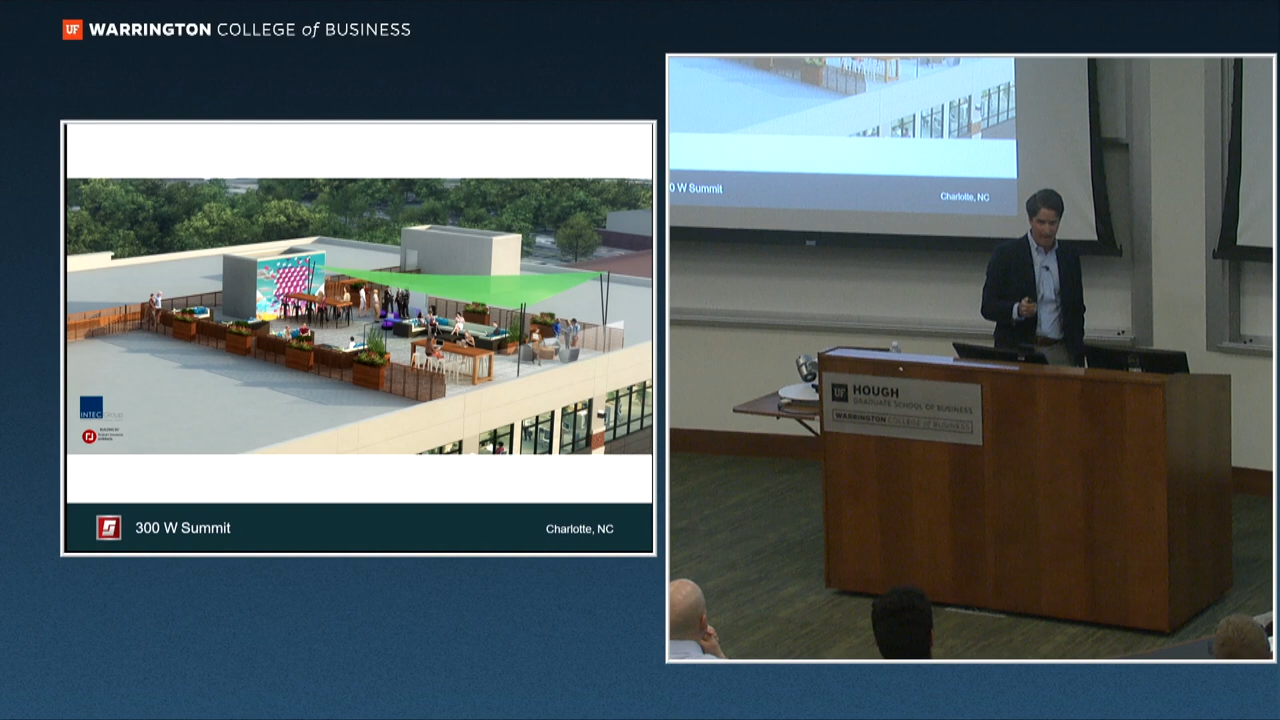 UF WARRINGTON COLLEGE of BUSINESS
INTEC Group
300 W Summit
Charlotte, NC
0 W Summit
Charlotte, NC
UF HOUGH
GRADUATE SCHOOL OF BUSINESS
WARRINGTON COLLEGE of BUSINESS